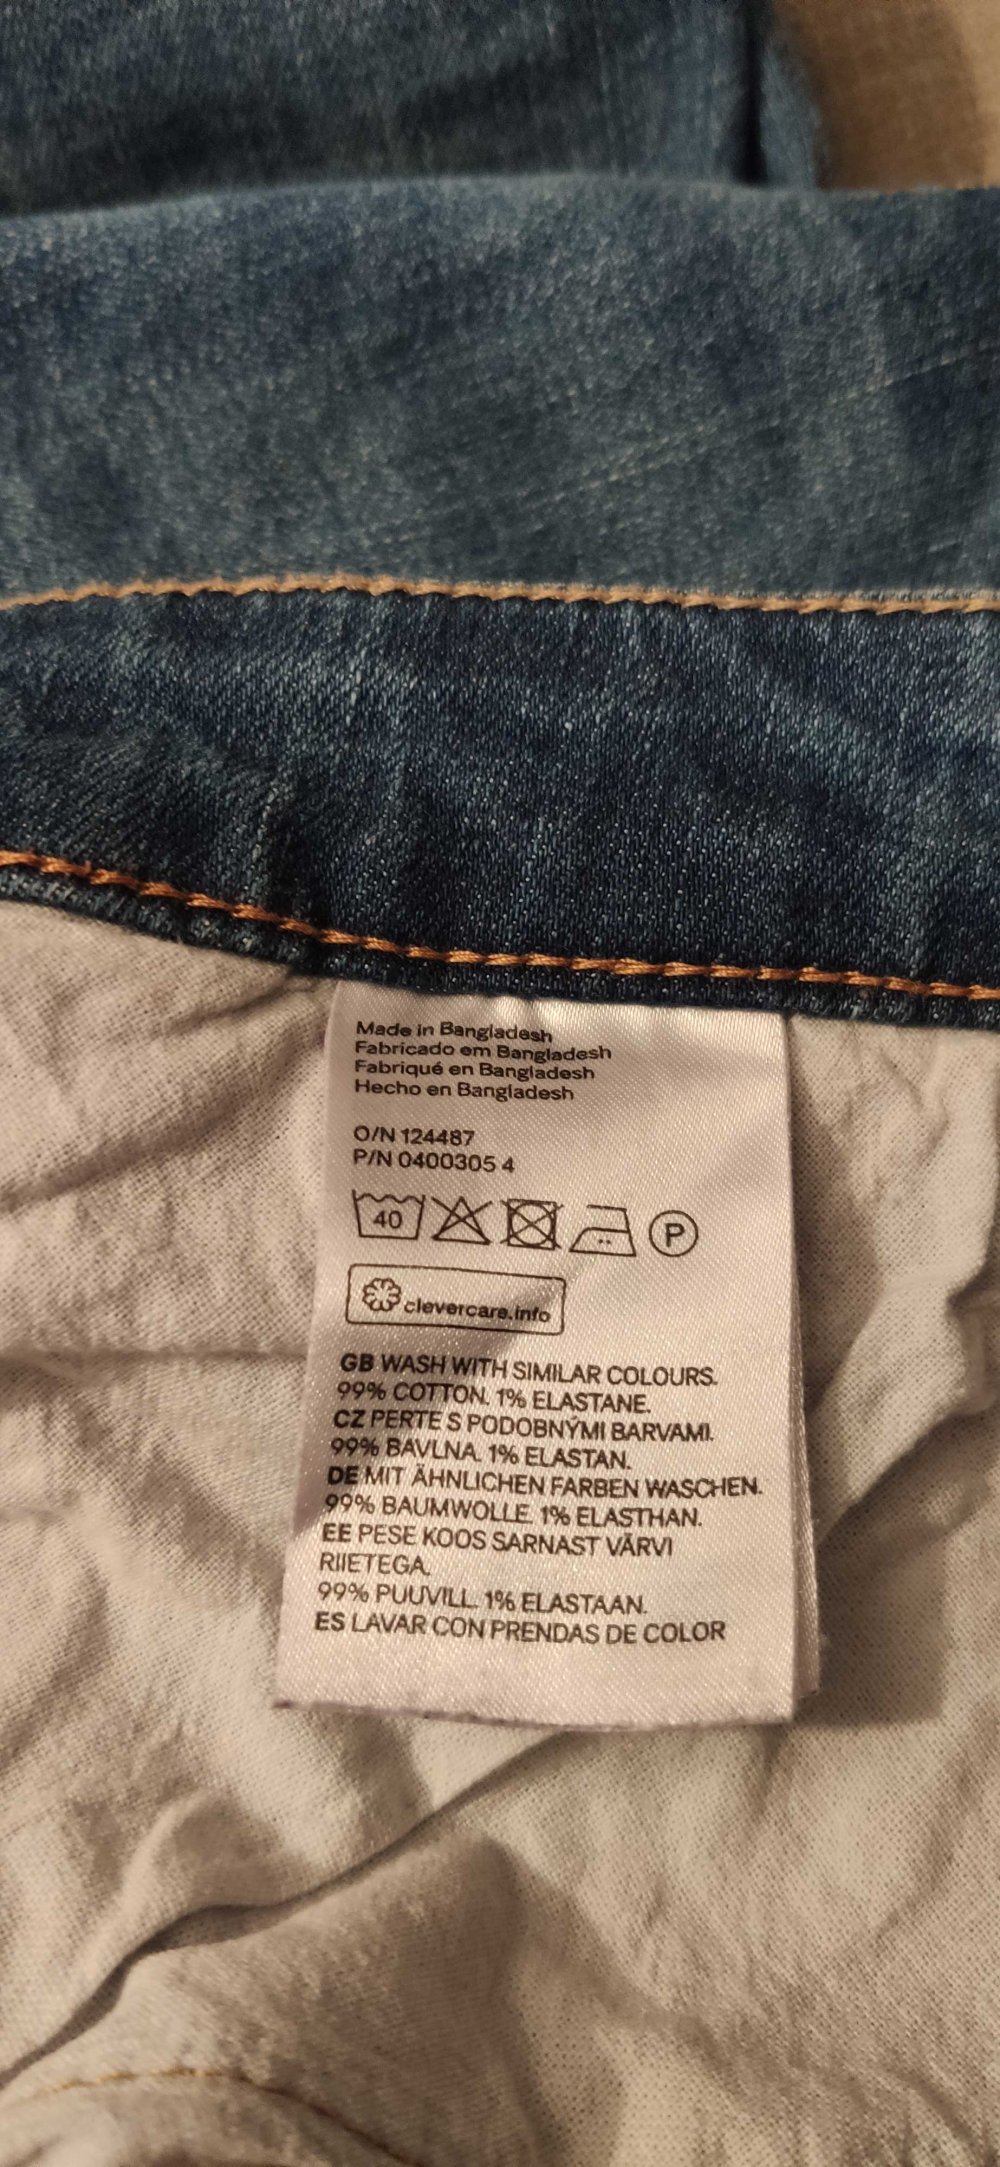 Made in Bangladesh
Fabricado em Bangladesh
Fabriqué en Bangladesh
Hecho en Bangladesh
O/N 124487
P/N 0400305 4
40 P
clevercare.info
GB WASH WITH SIMILAR COLOURS.
99% COTTON. 1% ELASTANE.
CZ PERTE S PODOBNÝMI BARVAMI.
99% BAVLNA. 1% ELASTAN.
DE MIT ÄHNLICHEN FARBEN WASCHEN.
99% BAUMWOLLE. 1% ELASTHAN.
EE PESE KOOS SARNAST VÄRVI
RIIETEGA.
99% PUUVILL. 1% ELASTAAN.
ES LAVAR CON PRENDAS DE COLOR